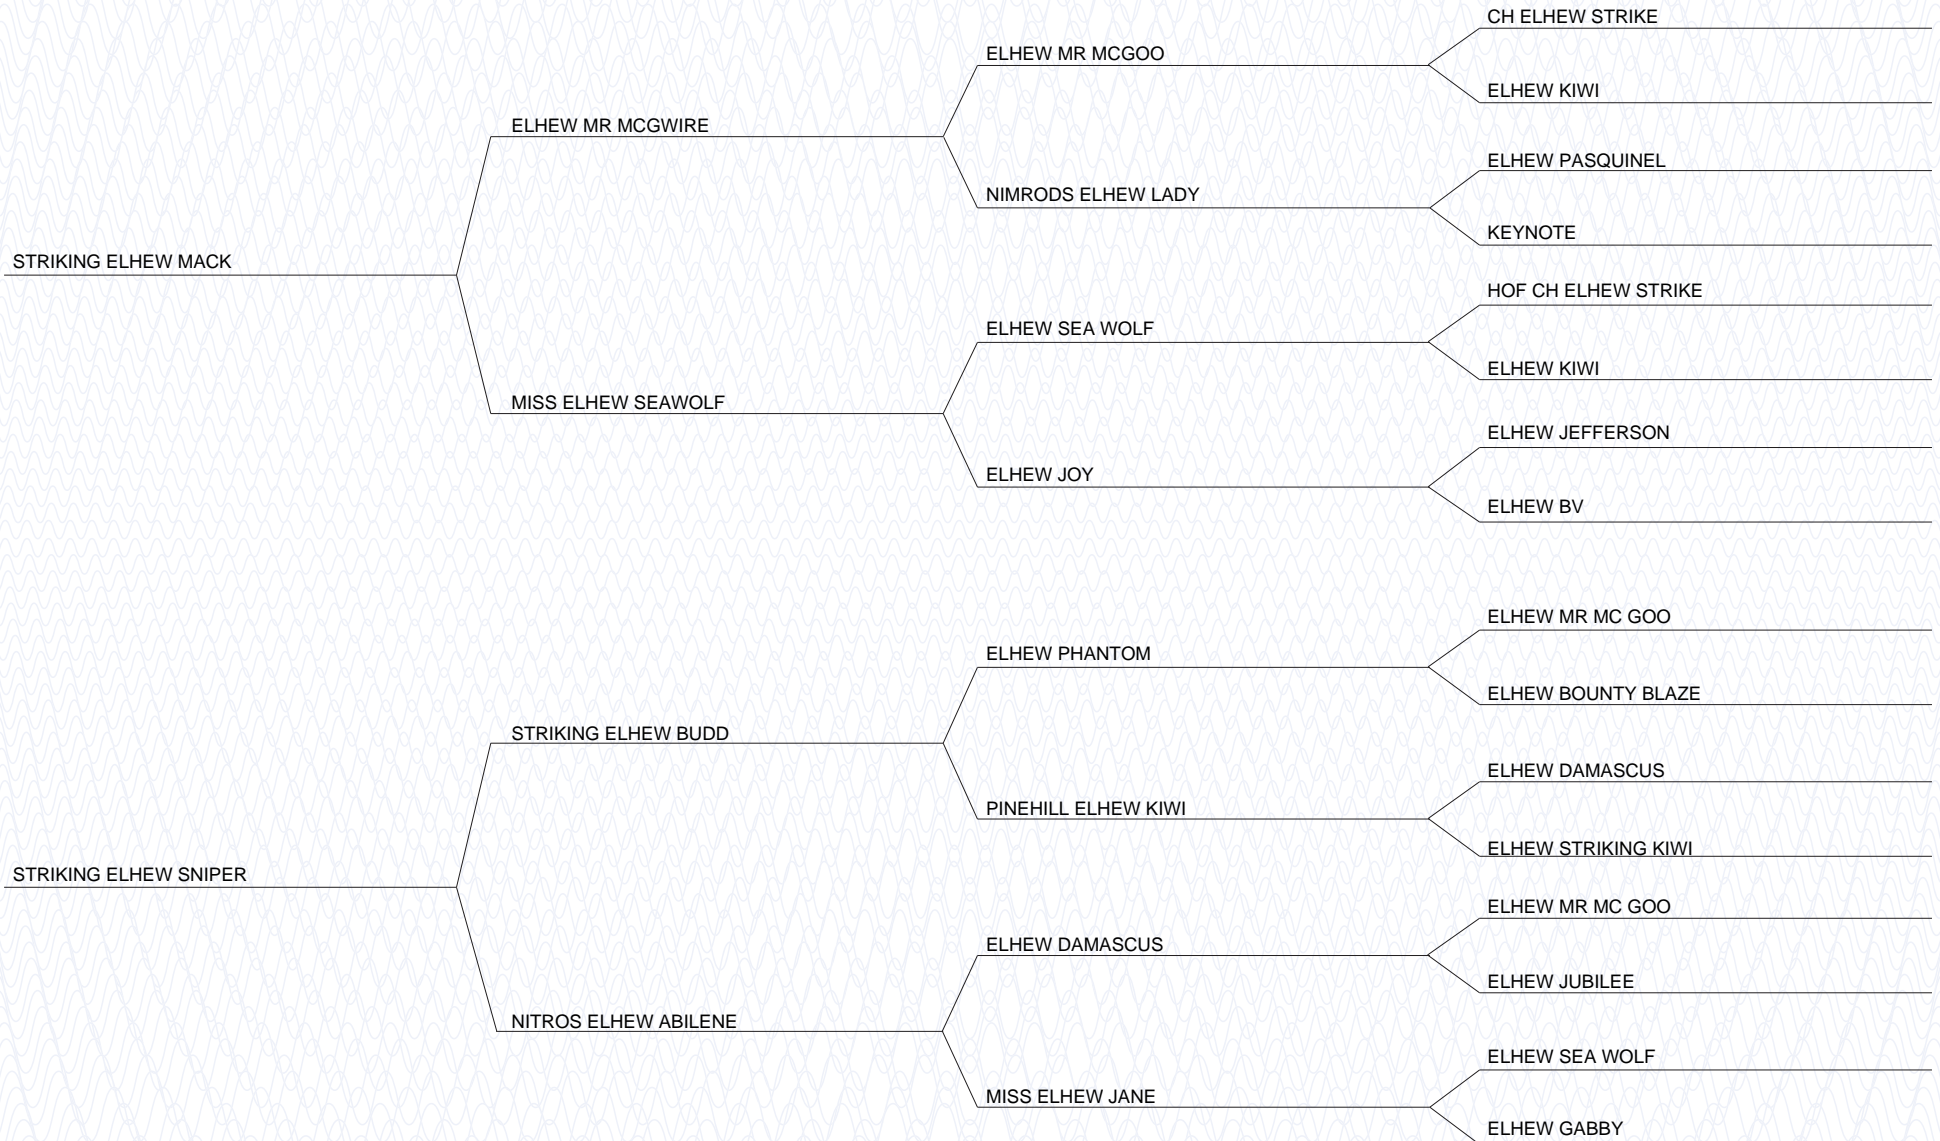 CH ELHEW STRIKE
ELHEW MR MCGOO
ELHEW KIWI
ELHEW MR MCGWIRE
ELHEW PASQUINEL
NIMRODS ELHEW LADY
KEYNOTE
STRIKING ELHEW MACK
HOF CH ELHEW STRIKE
ELHEW SEA WOLF
ELHEW KIWI
MISS ELHEW SEAWOLF
ELHEW JEFFERSON
ELHEW JOY
ELHEW BV
ELHEW MR MC GOO
ELHEW PHANTOM
ELHEW BOUNTY BLAZE
STRIKING ELHEW BUDD
ELHEW DAMASCUS
PINEHILL ELHEW KIWI
ELHEW STRIKING KIWI
STRIKING ELHEW SNIPER
ELHEW MR MC GOO
ELHEW DAMASCUS
ELHEW JUBILEE
NITROS ELHEW ABILENE
ELHEW SEA WOLF
MISS ELHEW JANE
ELHEW GABBY